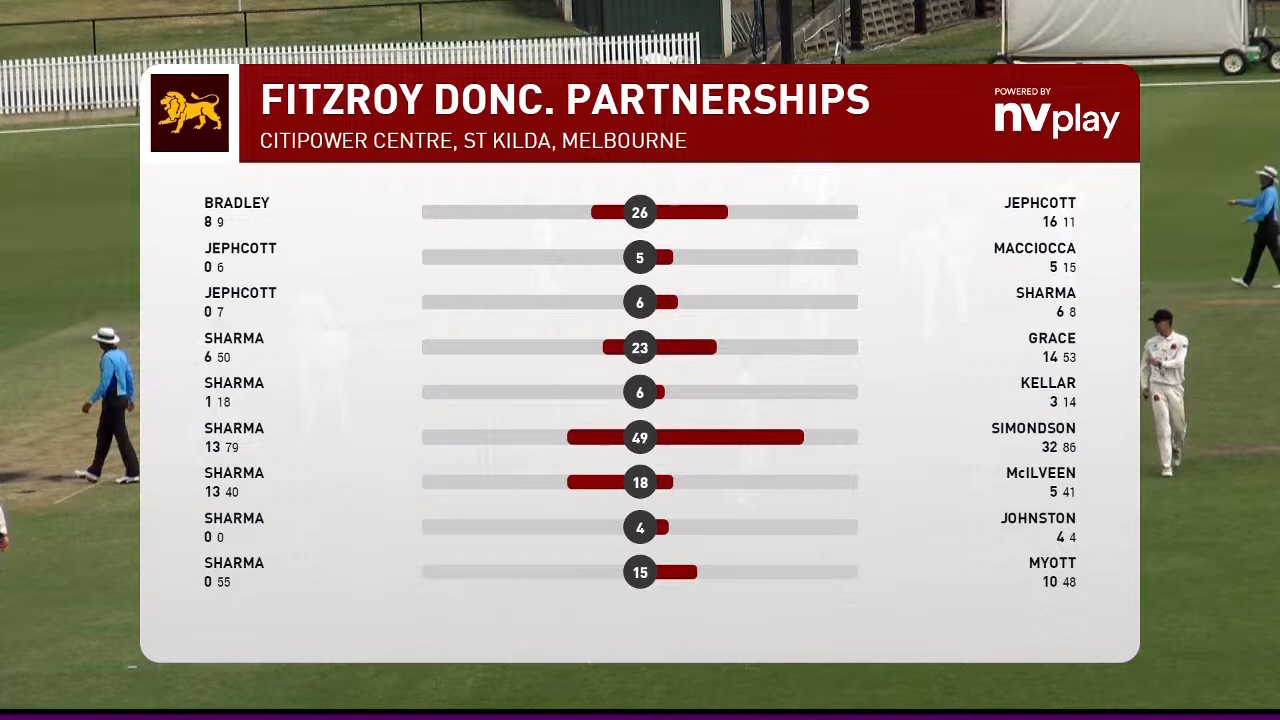 FITZROY DONC. PARTNERSHIPS
CITIPOWER CENTRE, ST KILDA, MELBOURNE
POWERED BY
nvplay
BRADLEY 26 JEPHCOTT
8 9 16 11
JEPHCOTT 5 MACCIOCCA
0 6 5 15
JEPHCOTT 6 SHARMA
0 7 6 8
SHARMA 23 GRACE
6 50 14 53
SHARMA 6 KELLAR
1 18 3 14
SHARMA 49 SIMONDSON
13 79 32 86
SHARMA 18 McILVEEN
13 40 5 41
SHARMA 4 JOHNSTON
0 0 4 4
SHARMA 15 MYOTT
0 55 10 48